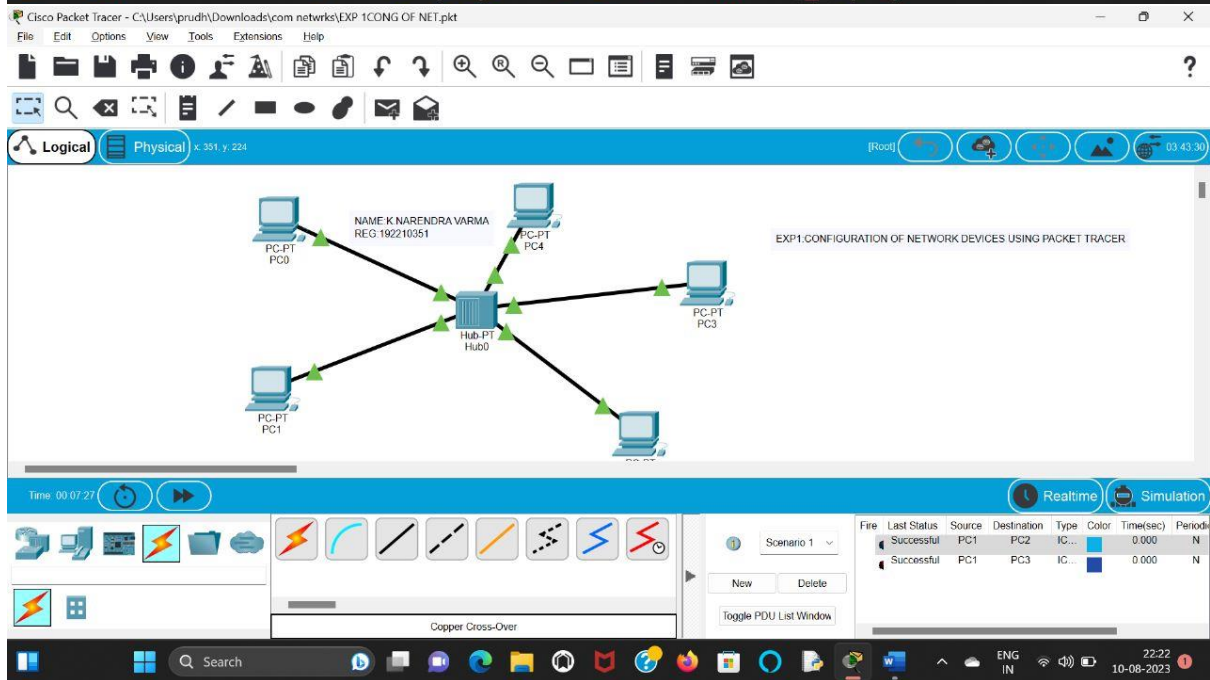 Cisco Packet Tracer - C:\Users\prudh\Downloads\com netwrks\EXP 1CONG OF NET.pkt
File Edit Options View Tools Extensions Help
Logical Physical x: 351, y: 224 [Root] 03:43:30
NAME:K.NARENDRA VARMA
REG:192210351
EXP1:CONFIGURATION OF NETWORK DEVICES USING PACKET TRACER
PC-PT
PC0
PC-PT
PC4
PC-PT
PC3
Hub-PT
Hub0
PC-PT
PC1
Time: 00:07:27 Realtime Simulation
Fire Last Status Source Destination Type Color Time(sec) Periodi
Successful PC1 PC2 IC... 0.000 N
Successful PC1 PC3 IC... 0.000 N
Scenario 1
New Delete
Toggle PDU List Window
Copper Cross-Over
Search
ENG
IN
22:22
10-08-2023
1